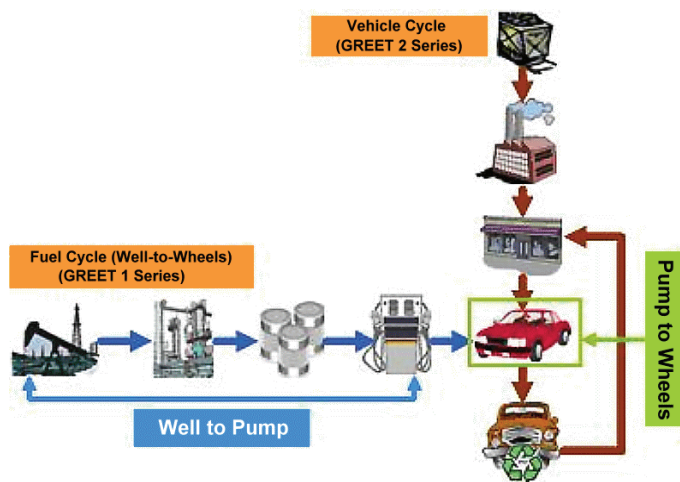 Vehicle Cycle
(GREET 2 Series)
Fuel Cycle (Well-to-Wheels)
(GREET 1 Series)
Pump to Wheels
Well to Pump